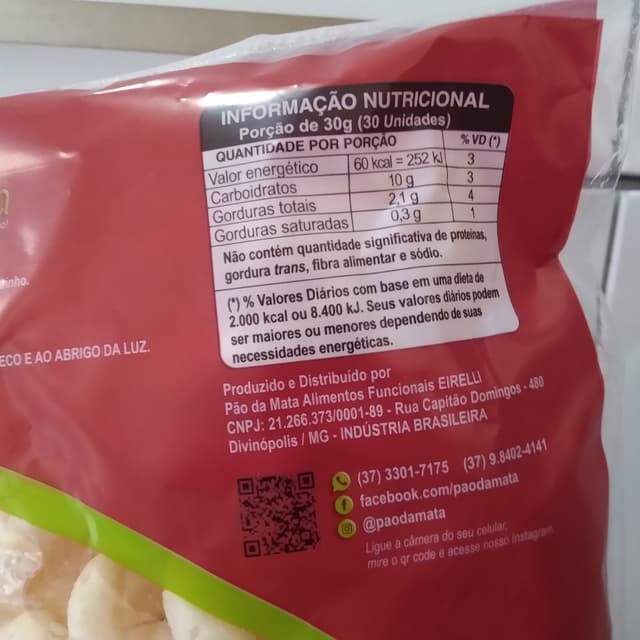 INFORMAÇÃO NUTRICIONAL
Porção de 30g (30 Unidades)
QUANTIDADE POR PORÇÃO % VD (*)
Valor energético 60 kcal = 252 kJ 3
Carboidratos 10 g 3
Gorduras totais 2,1 g 4
Gorduras saturadas 0,3 g 1
Não contém quantidade significativa de proteínas,
gordura trans, fibra alimentar e sódio.
(*) % Valores Diários com base em uma dieta de
2.000 kcal ou 8.400 kJ. Seus valores diários podem
ser maiores ou menores dependendo de suas
necessidades energéticas.
ECO E AO ABRIGO DA LUZ.
Produzido e Distribuído por
Pão da Mata Alimentos Funcionais EIRELLI
CNPJ: 21.266.373/0001-89 - Rua Capitão Domingos - 480
Divinópolis / MG - INDÚSTRIA BRASILEIRA
(37) 3301-7175 (37) 9.8402-4141
facebook.com/paodamata
@paodamata
Ligue a câmera do seu celular,
mire o qr code e acesse nosso Instagram